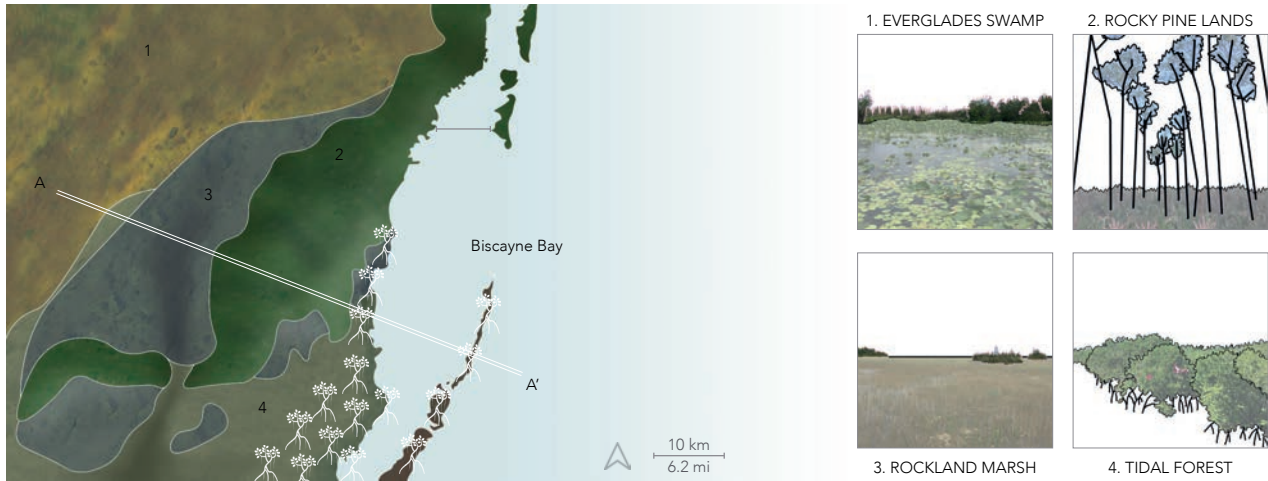 1
2
3
A
Biscayne Bay
A'
4
10 km
6.2 mi
1. EVERGLADES SWAMP
2. ROCKY PINE LANDS
3. ROCKLAND MARSH
4. TIDAL FOREST